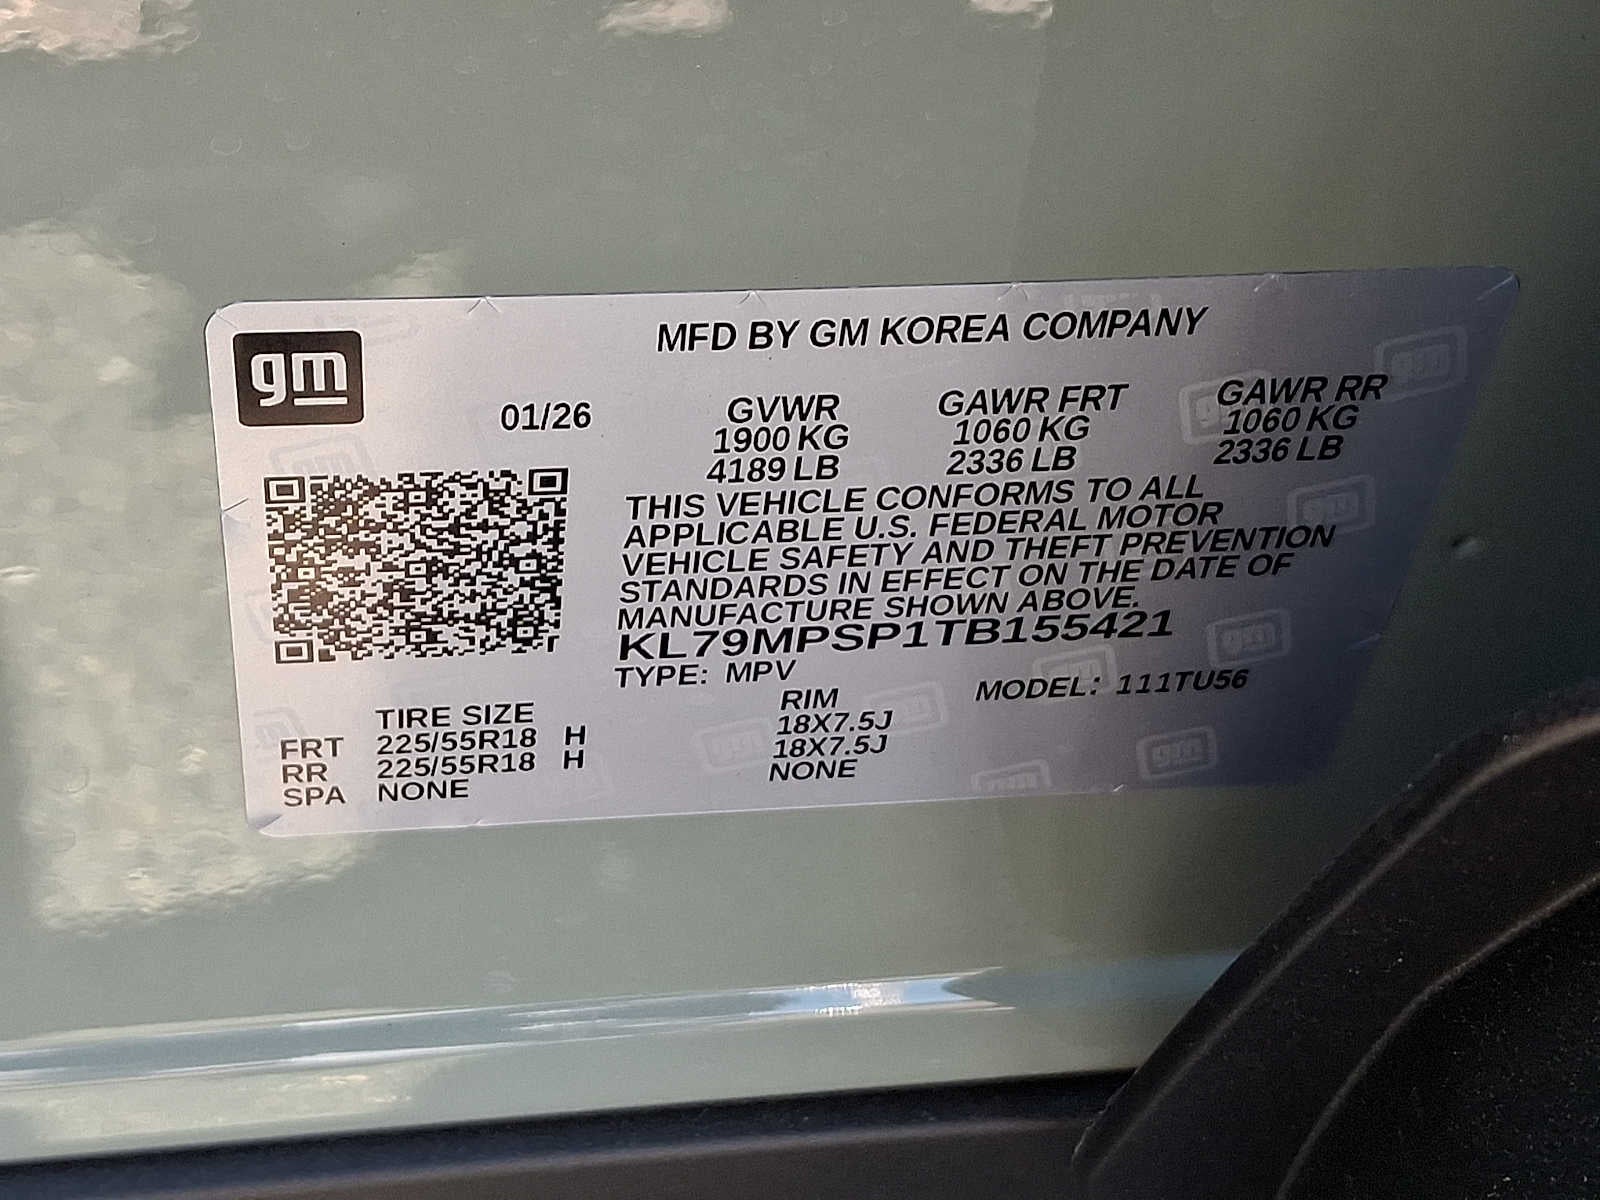 gm
MFD BY GM KOREA COMPANY
01/26
GVWR GAWR FRT GAWR RR
1900 KG 1060 KG 1060 KG
4189 LB 2336 LB 2336 LB
THIS VEHICLE CONFORMS TO ALL
APPLICABLE U.S. FEDERAL MOTOR
VEHICLE SAFETY AND THEFT PREVENTION
STANDARDS IN EFFECT ON THE DATE OF
MANUFACTURE SHOWN ABOVE.
KL79MPSP1TB155421
TYPE: MPV MODEL: 111TU56
TIRE SIZE RIM
FRT 225/55R18 H 18X7.5J
RR 225/55R18 H 18X7.5J
SPA NONE NONE